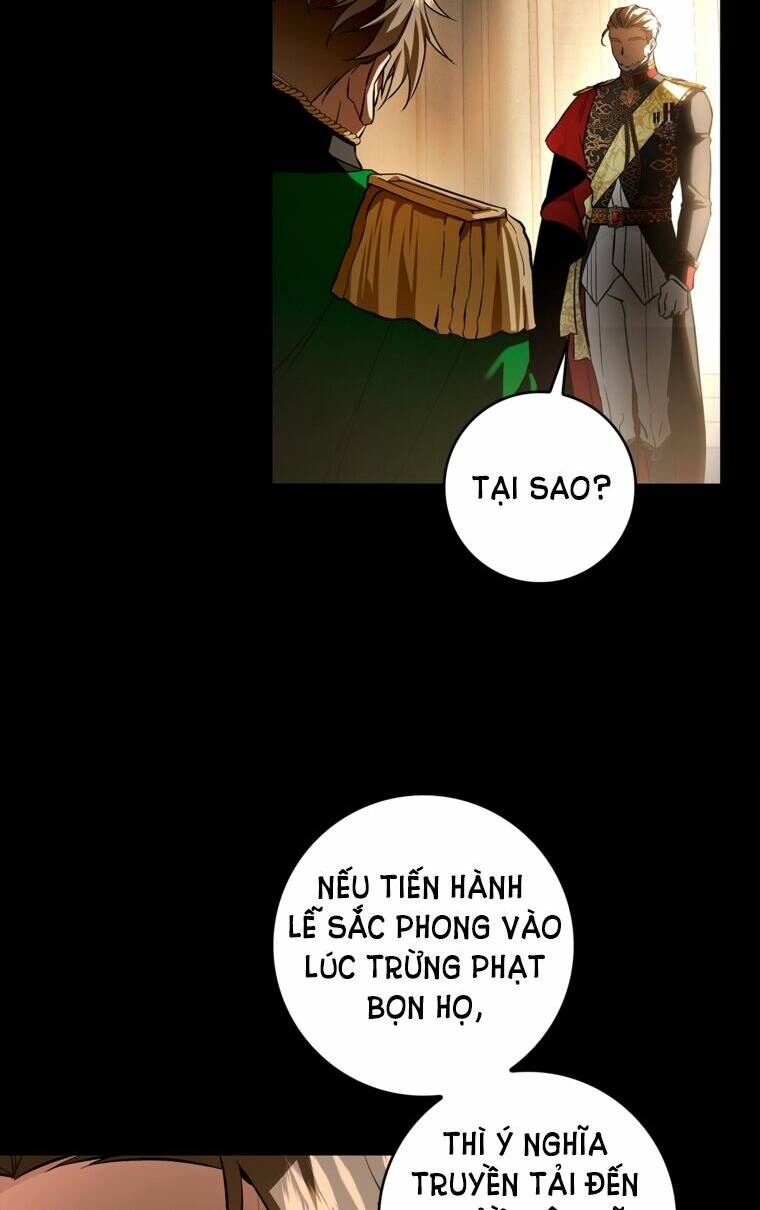 TẠI SAO?
NẾU TIẾN HÀNH
LỄ SẮC PHONG VÀO
LÚC TRỪNG PHẠT
BỌN HỌ,
THÌ Ý NGHĨA
TRUYỀN TẢI ĐẾN